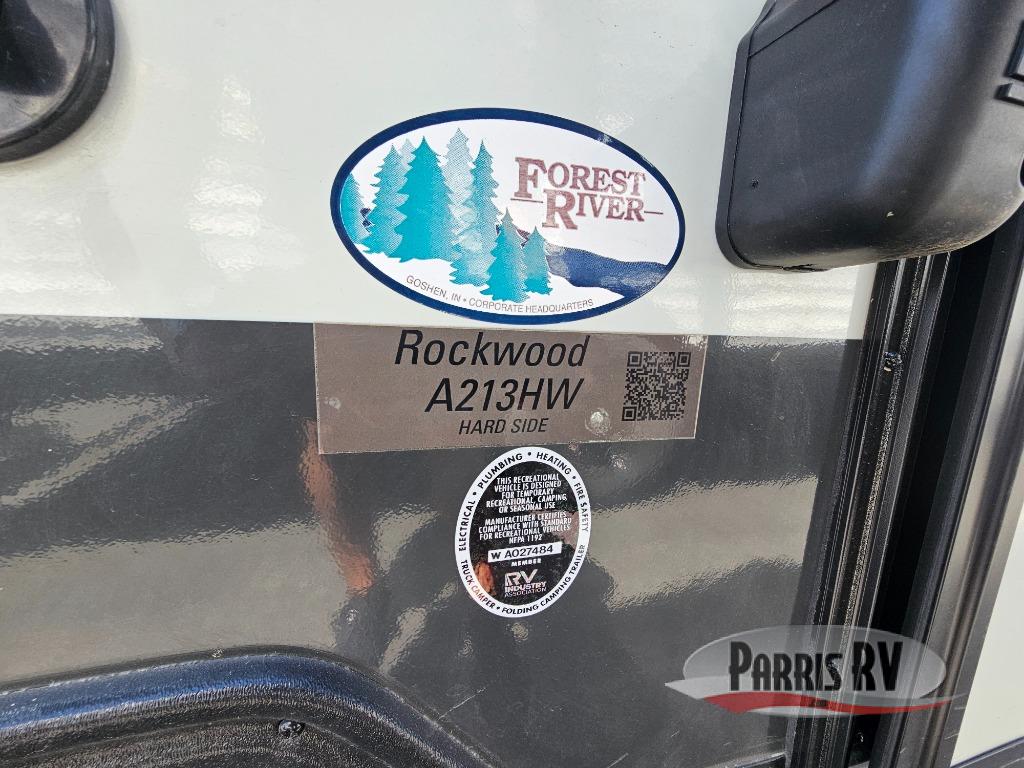 FOREST
RIVER
GOSHEN, IN • CORPORATE HEADQUARTERS
Rockwood
A213HW
HARD SIDE
ELECTRICAL • PLUMBING • HEATING • FIRE SAFETY
THIS RECREATIONAL
VEHICLE IS DESIGNED
FOR TEMPORARY
RECREATIONAL, CAMPING,
OR SEASONAL USE
MANUFACTURER CERTIFIES
COMPLIANCE WITH STANDARD
FOR RECREATIONAL VEHICLES
NFPA 1192
W A027484
MEMBER
RV
INDUSTRY
ASSOCIATION
TRUCK CAMPER • FOLDING CAMPING TRAILER
PARRIS RV